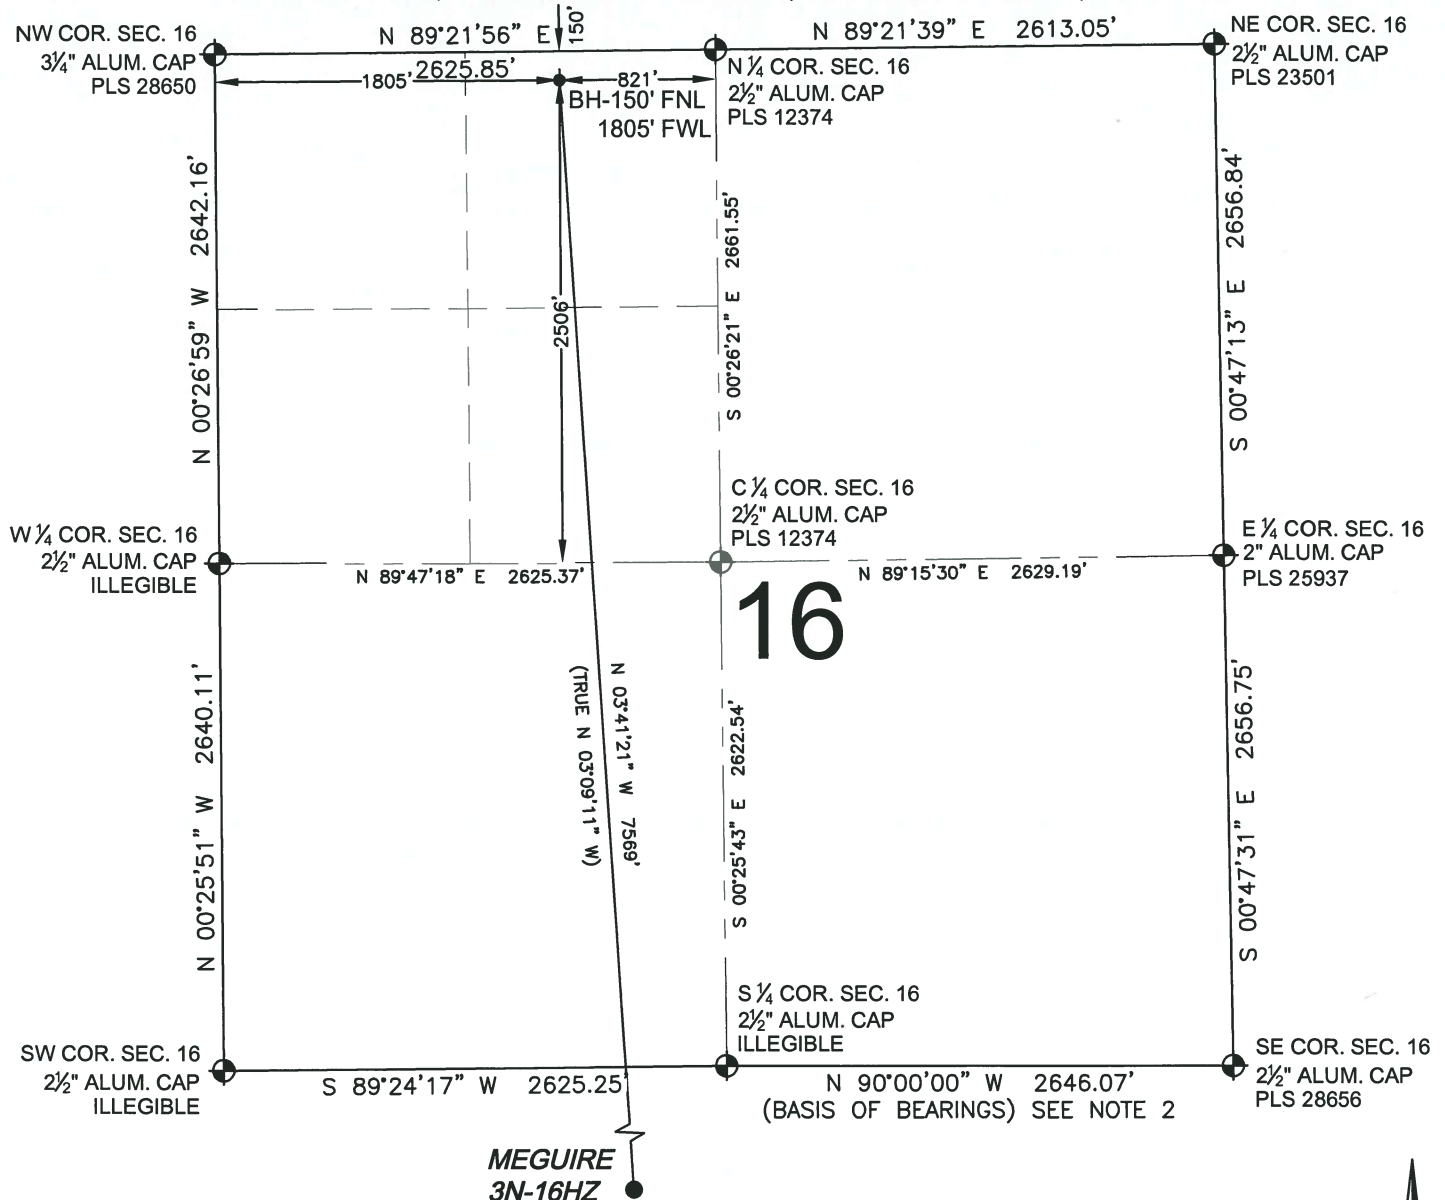 NW COR. SEC. 16
3¼" ALUM. CAP
PLS 28650
N 89°21'56" E
2625.85'
150'
N 89°21'39" E 2613.05'
NE COR. SEC. 16
2½" ALUM. CAP
PLS 23501
1805'
821'
BH-150' FNL
1805' FWL
N ¼ COR. SEC. 16
2½" ALUM. CAP
PLS 12374
N 00°26'59" W 2642.16'
2506'
S 00°26'21" E 2661.55'
S 00°47'13" E 2656.84'
W ¼ COR. SEC. 16
2½" ALUM. CAP
ILLEGIBLE
N 89°47'18" E 2625.37'
C ¼ COR. SEC. 16
2½" ALUM. CAP
PLS 12374
N 89°15'30" E 2629.19'
E ¼ COR. SEC. 16
2" ALUM. CAP
PLS 25937
16
N 00°25'51" W 2640.11'
N 03°41'21" W 7569'
(TRUE N 03°09'11" W)
S 00°25'43" E 2622.54'
S 00°47'31" E 2656.75'
SW COR. SEC. 16
2½" ALUM. CAP
ILLEGIBLE
S 89°24'17" W 2625.25'
S ¼ COR. SEC. 16
2½" ALUM. CAP
ILLEGIBLE
N 90°00'00" W 2646.07'
(BASIS OF BEARINGS) SEE NOTE 2
SE COR. SEC. 16
2½" ALUM. CAP
PLS 28656
MEGUIRE
3N-16HZ